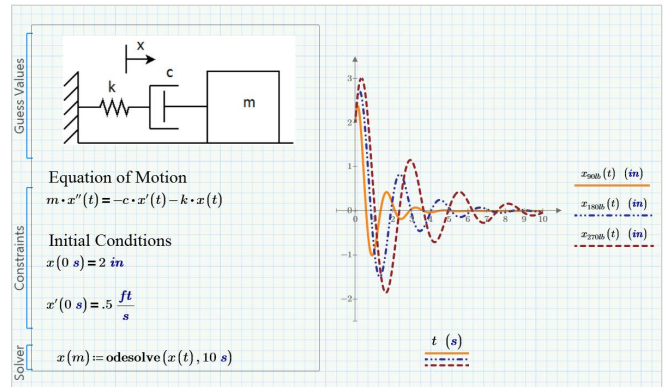 Guess Values
x
k
c
m
Equation of Motion
m·x′′(t)=−c·x′(t)−k·x(t)
Constraints
Initial Conditions
x(0 s)=2 in
x′(0 s)=.5 ft/s
Solver
x(m):=odesolve(x(t),10 s)
3
2
1
0
−1
−2
0 1 2 3 4 5 6 7 8 9 10
x90lb(t) (in)
x180lb(t) (in)
x270lb(t) (in)
t (s)